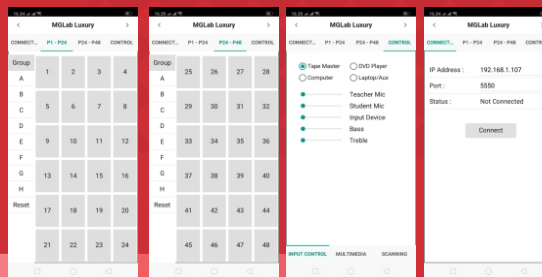 MGLab Luxury
CONNECT... P1 - P24 P24 - P48 CONTROL
Group
A
B
C
D
E
F
G
H
Reset
1 2 3 4
5 6 7 8
9 10 11 12
13 14 15 16
17 18 19 20
21 22 23 24
MGLab Luxury
CONNECT... P1 - P24 P24 - P48 CONTROL
Group
A
B
C
D
E
F
G
H
Reset
25 26 27 28
29 30 31 32
33 34 35 36
37 38 39 40
41 42 43 44
45 46 47 48
MGLab Luxury
CONNECT... P1 - P24 P24 - P48 CONTROL
Tape Master DVD Player
Computer Laptop/Aux
Teacher Mic
Student Mic
Input Device
Bass
Treble
INPUT CONTROL MULTIMEDIA SCANNING
MGLab Luxury
CONNECT... P1 - P24 P24 - P48 CONTR
IP Address : 192.168.1.107
Port : 5550
Status : Not Connected
Connect